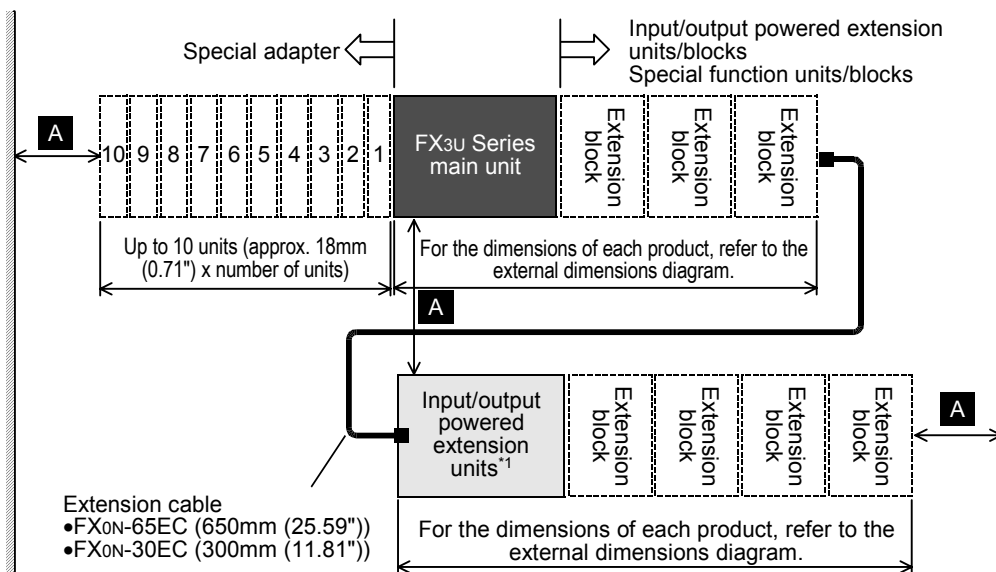 Special adapter
Input/output powered extension
units/blocks
Special function units/blocks
A
10 9 8 7 6 5 4 3 2 1
FX3U Series
main unit
Extension
block
Extension
block
Extension
block
Up to 10 units (approx. 18mm
(0.71") x number of units)
For the dimensions of each product, refer to the
external dimensions diagram.
A
Input/output
powered
extension
units*1
Extension
block
Extension
block
Extension
block
Extension
block
A
Extension cable
•FX0N-65EC (650mm (25.59"))
•FX0N-30EC (300mm (11.81"))
For the dimensions of each product, refer to the
external dimensions diagram.